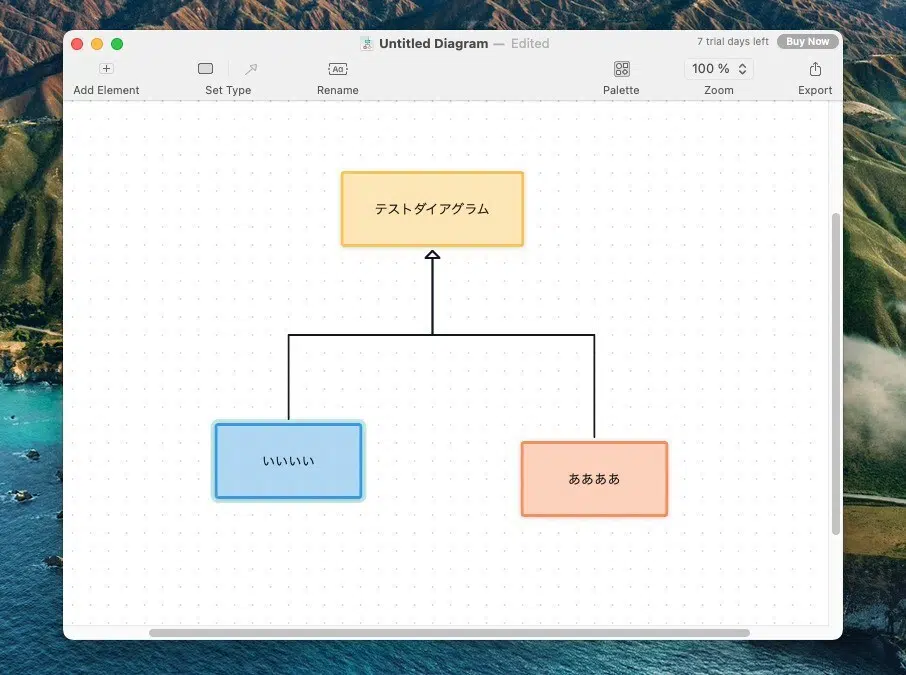 Untitled Diagram — Edited
7 trial days left
Buy Now
Add Element
Set Type
Aa
Rename
Palette
100 %
Zoom
Export
テストダイアグラム
いいいい
ああああ